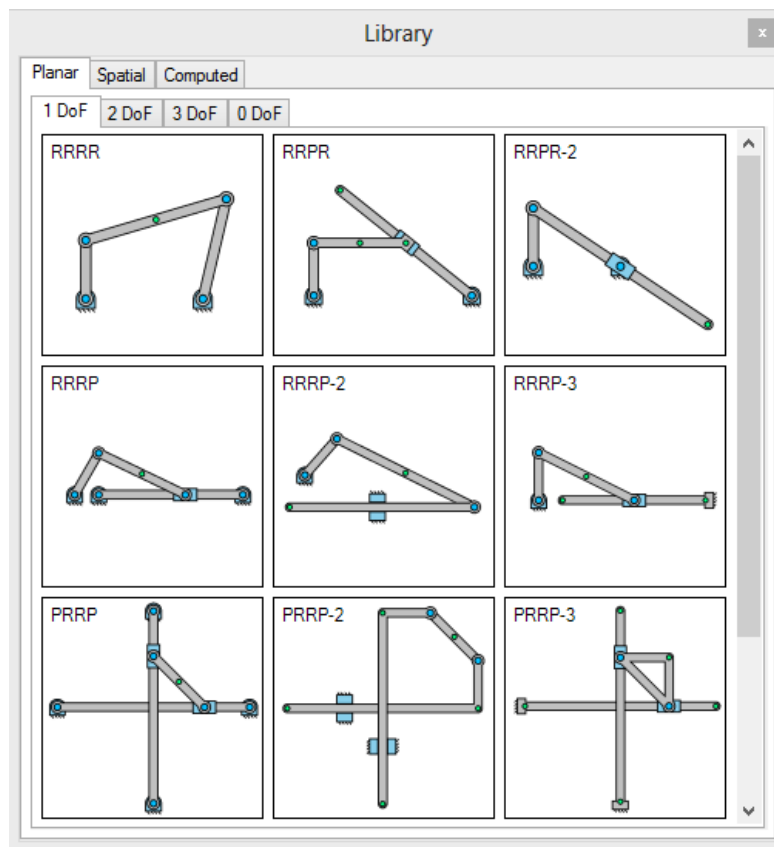 Library
x
Planar Spatial Computed
1 DoF 2 DoF 3 DoF 0 DoF
RRRR RRPR RRPR-2
RRRP RRRP-2 RRRP-3
PRRP PRRP-2 PRRP-3